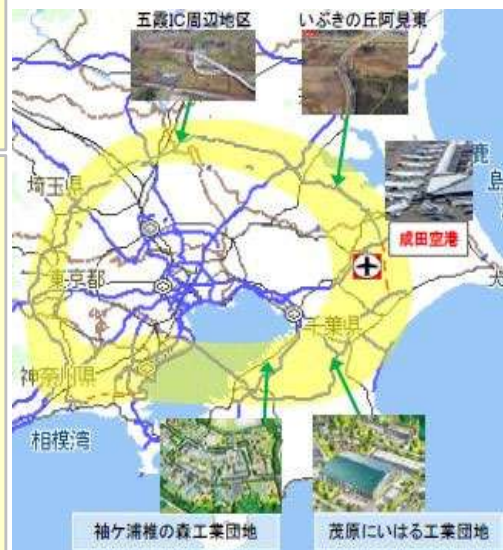 五霞IC周辺地区
いぶきの丘阿見東
埼玉県
鹿
島
成田空港
東京都
千葉県
犬
神奈川県
相模湾
袖ケ浦椎の森工業団地
茂原にいはる工業団地